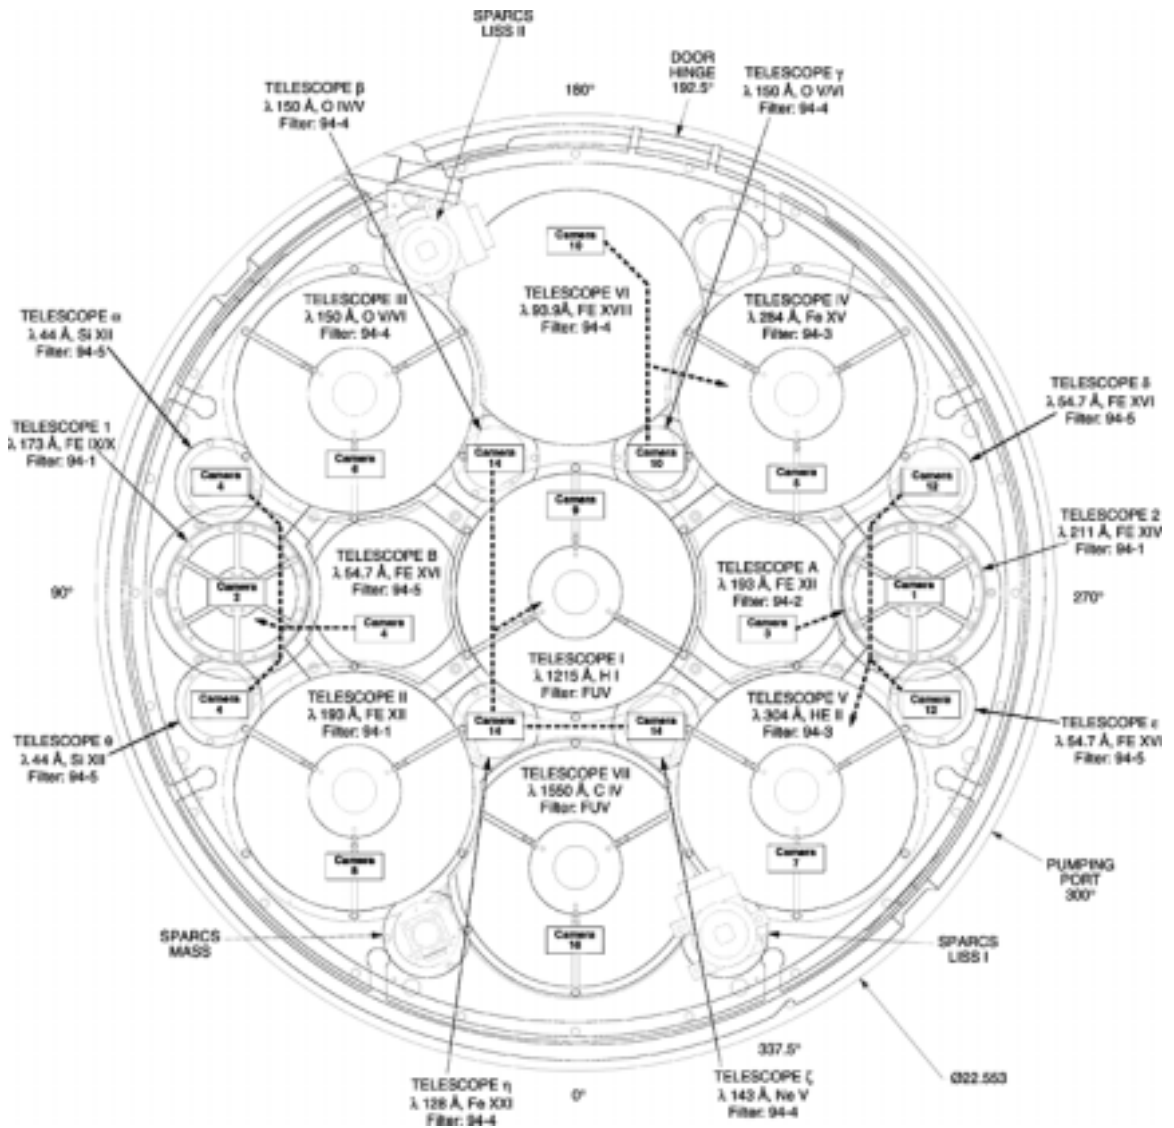 SPARCS
LISS II
DOOR
HINGE
192.5°
TELESCOPE β
λ 150 Å, O IV/V
Filter: 94-4
180°
TELESCOPE γ
λ 150 Å, O V/VI
Filter: 94-4
Camera
10
TELESCOPE III
λ 150 Å, O V/VI
Filter: 94-4
TELESCOPE VI
λ 93.9Å, FE XVIII
Filter: 94-4
TELESCOPE IV
λ 284 Å, Fe XV
Filter: 94-3
TELESCOPE α
λ 44 Å, Si XII
Filter: 94-5
TELESCOPE δ
λ 54.7 Å, FE XVI
Filter: 94-5
TELESCOPE 1
λ 173 Å, FE IX/X
Filter: 94-1
Camera
4
Camera
6
Camera
14
Camera
10
Camera
5
Camera
12
Camera
9
TELESCOPE 2
λ 211 Å, FE XIV
Filter: 94-1
TELESCOPE B
λ 54.7 Å, FE XVI
Filter: 94-5
TELESCOPE A
λ 193 Å, FE XII
Filter: 94-2
90°
Camera
2
Camera
1
270°
Camera
4
Camera
3
TELESCOPE I
λ 1215 Å, H I
Filter: FUV
TELESCOPE II
λ 193 Å, FE XII
Filter: 94-1
TELESCOPE V
λ 304 Å, HE II
Filter: 94-3
Camera
Camera
14
Camera
14
Camera
12
TELESCOPE θ
λ 44 Å, Si XII
Filter: 94-5
TELESCOPE ε
λ 54.7 Å, FE XVI
Filter: 94-5
TELESCOPE VII
λ 1550 Å, C IV
Filter: FUV
Camera
8
Camera
7
PUMPING
PORT
300°
SPARCS
MASS
Camera
SPARCS
LISS I
337.5°
Ø22.553
TELESCOPE η
λ 128 Å, Fe XXI
Filter: 94-4
0°
TELESCOPE ζ
λ 143 Å, Ne V
Filter: 94-4